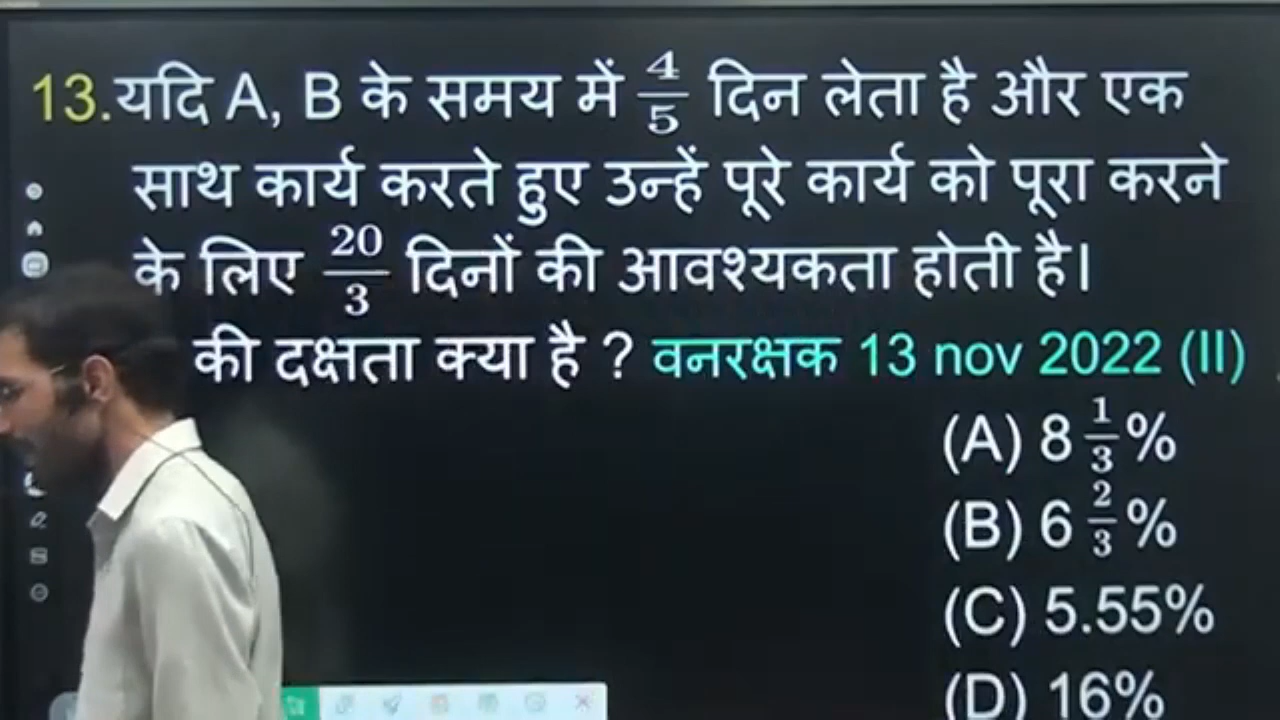 13.यदि A, B के समय में 4/5 दिन लेता है और एक
साथ कार्य करते हुए उन्हें पूरे कार्य को पूरा करने
के लिए 20/3 दिनों की आवश्यकता होती है।
की दक्षता क्या है ? वनरक्षक 13 nov 2022 (II)
(A) 8 1/3%
(B) 6 2/3%
(C) 5.55%
(D) 16%